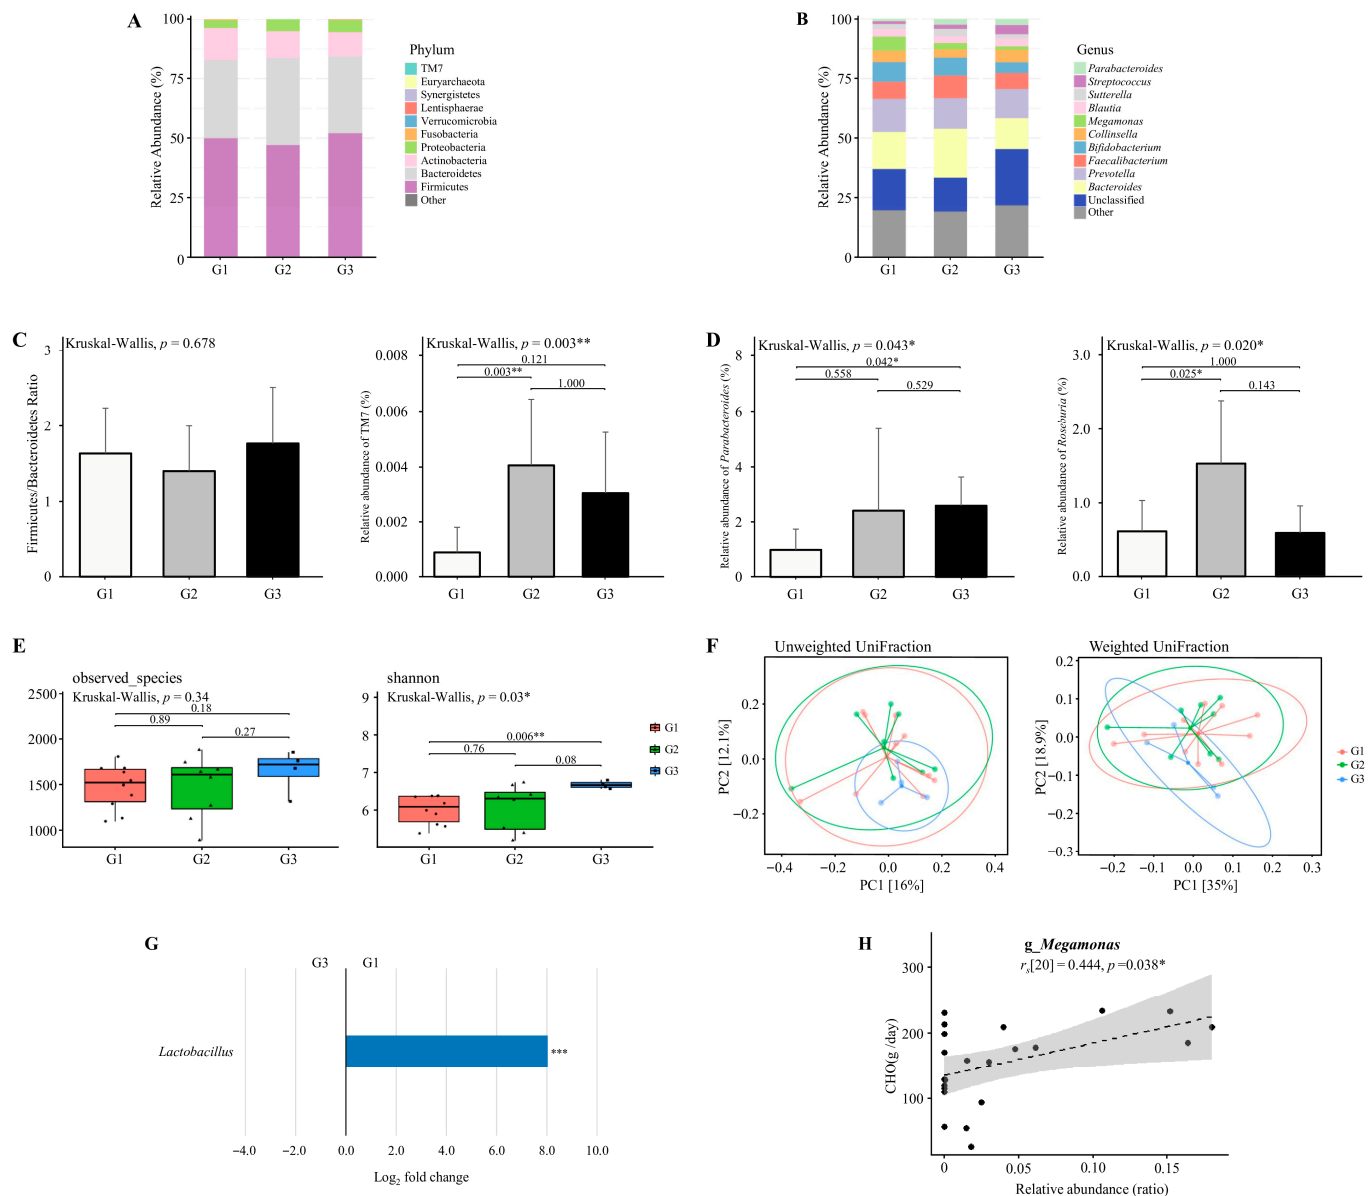 A
Relative Abundance (%)
100
75
50
25
0
G1 G2 G3
Phylum
TM7
Euryarchaeota
Synergistetes
Lentisphaerae
Verrucomicrobia
Fusobacteria
Proteobacteria
Actinobacteria
Bacteroidetes
Firmicutes
Other
B
Relative Abundance (%)
100
75
50
25
0
G1 G2 G3
Genus
Parabacteroides
Streptococcus
Sutterella
Blautia
Megamonas
Collinsella
Bifidobacterium
Faecalibacterium
Prevotella
Bacteroides
Unclassified
Other
C
Kruskal-Wallis, p = 0.678
Firmicutes/Bacteroidetes Ratio
3
2
1
0
G1 G2 G3
Kruskal-Wallis, p = 0.003**
0.121
0.003**
1.000
Relative abundance of TM7 (%)
0.008
0.006
0.004
0.002
0.000
G1 G2 G3
D
Kruskal-Wallis, p = 0.043*
0.042*
0.558
0.529
Relative abundance of Parabacteroides (%)
8
6
4
2
0
G1 G2 G3
Kruskal-Wallis, p = 0.020*
1.000
0.025*
0.143
Relative abundance of Roseburia (%)
3.0
2.0
1.0
0.0
G1 G2 G3
E
observed_species
Kruskal-Wallis, p = 0.34
0.18
0.89
0.27
2500
2000
1500
1000
G1 G2 G3
shannon
Kruskal-Wallis, p = 0.03*
0.006**
0.76
0.08
9
8
7
6
G1 G2 G3
G1
G2
G3
F
Unweighted UniFraction
PC2 [12.1%]
0.2
0.0
−0.2
−0.4 −0.2 0.0 0.2 0.4
PC1 [16%]
Weighted UniFraction
PC2 [18.9%]
0.2
0.1
0.0
−0.1
−0.2
−0.3
−0.2 −0.1 0.0 0.1 0.2 0.3
PC1 [35%]
G1
G2
G3
G
G3 G1
Lactobacillus
***
−4.0 −2.0 0.0 2.0 4.0 6.0 8.0 10.0
Log2 fold change
H
g_Megamonas
rs[20] = 0.444, p =0.038*
CHO(g /day)
300
200
100
0 0.05 0.10 0.15
Relative abundance (ratio)